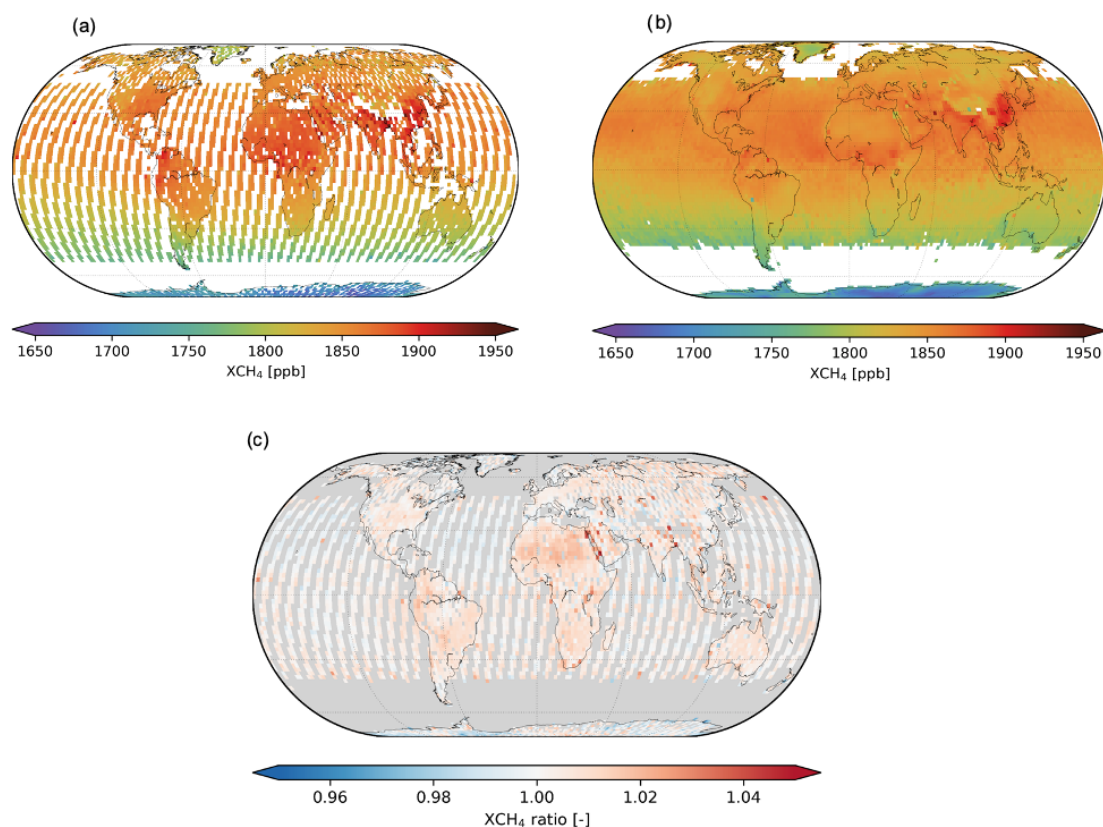 (a)
1650 1700 1750 1800 1850 1900 1950
XCH₄ [ppb]
(b)
1650 1700 1750 1800 1850 1900 1950
XCH₄ [ppb]
(c)
0.96 0.98 1.00 1.02 1.04
XCH₄ ratio [-]